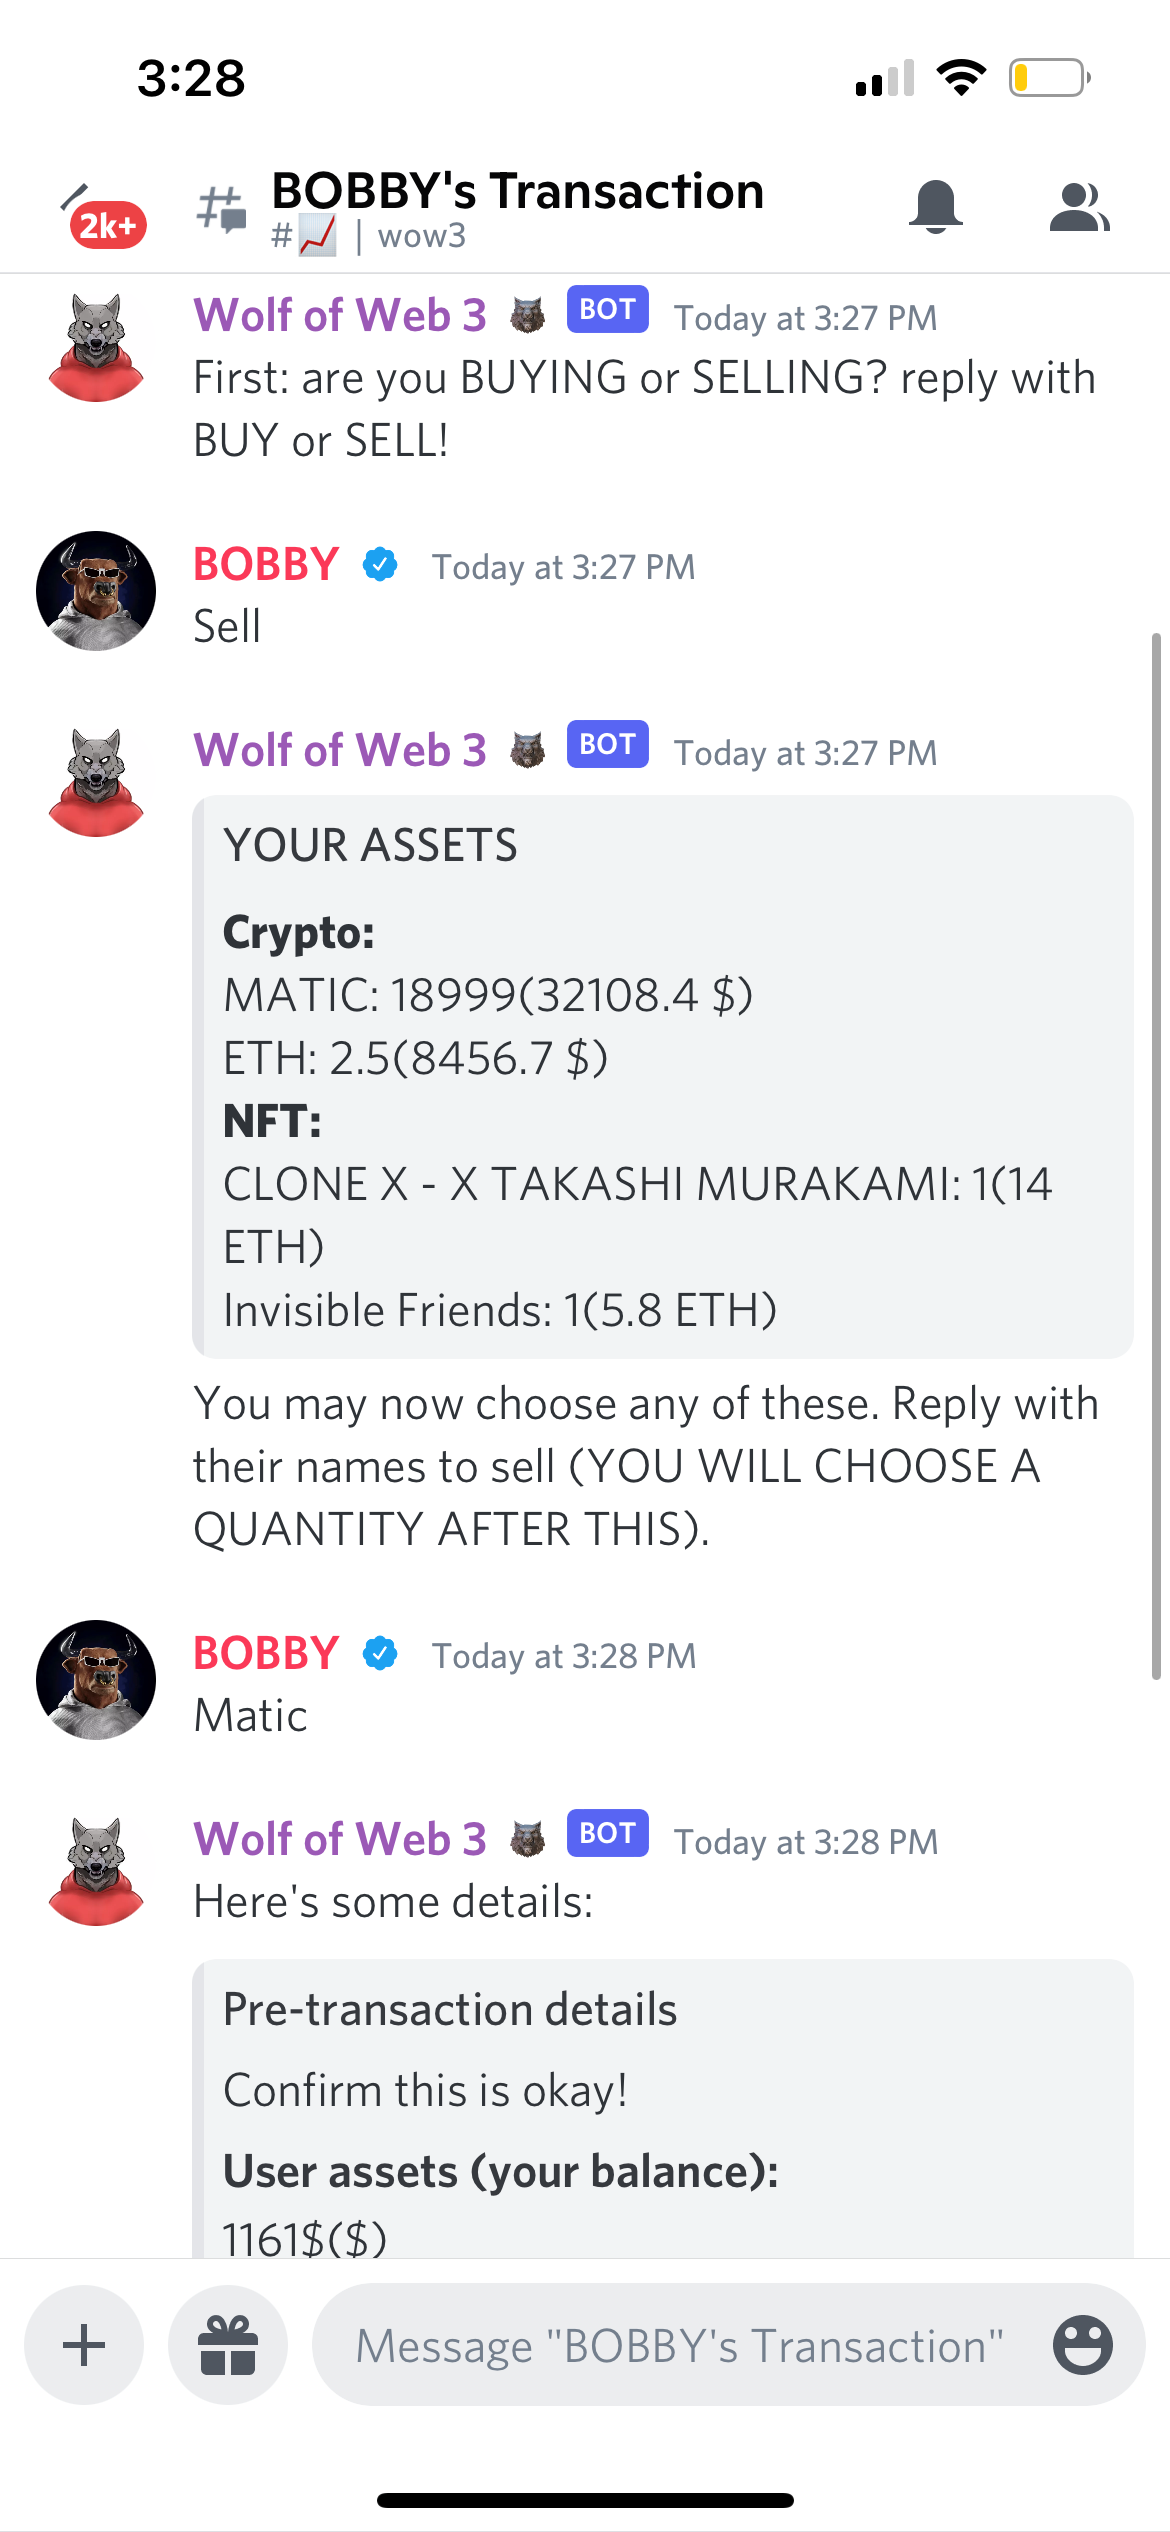 3:28
2k+
BOBBY's Transaction
# 📈 | wow3
Wolf of Web 3 🐺 BOT Today at 3:27 PM
First: are you BUYING or SELLING? reply with
BUY or SELL!
BOBBY Today at 3:27 PM
Sell
Wolf of Web 3 🐺 BOT Today at 3:27 PM
YOUR ASSETS
Crypto:
MATIC: 18999(32108.4 $)
ETH: 2.5(8456.7 $)
NFT:
CLONE X - X TAKASHI MURAKAMI: 1(14
ETH)
Invisible Friends: 1(5.8 ETH)
You may now choose any of these. Reply with
their names to sell (YOU WILL CHOOSE A
QUANTITY AFTER THIS).
BOBBY Today at 3:28 PM
Matic
Wolf of Web 3 🐺 BOT Today at 3:28 PM
Here's some details:
Pre-transaction details
Confirm this is okay!
User assets (your balance):
1161$($)
Message "BOBBY's Transaction"